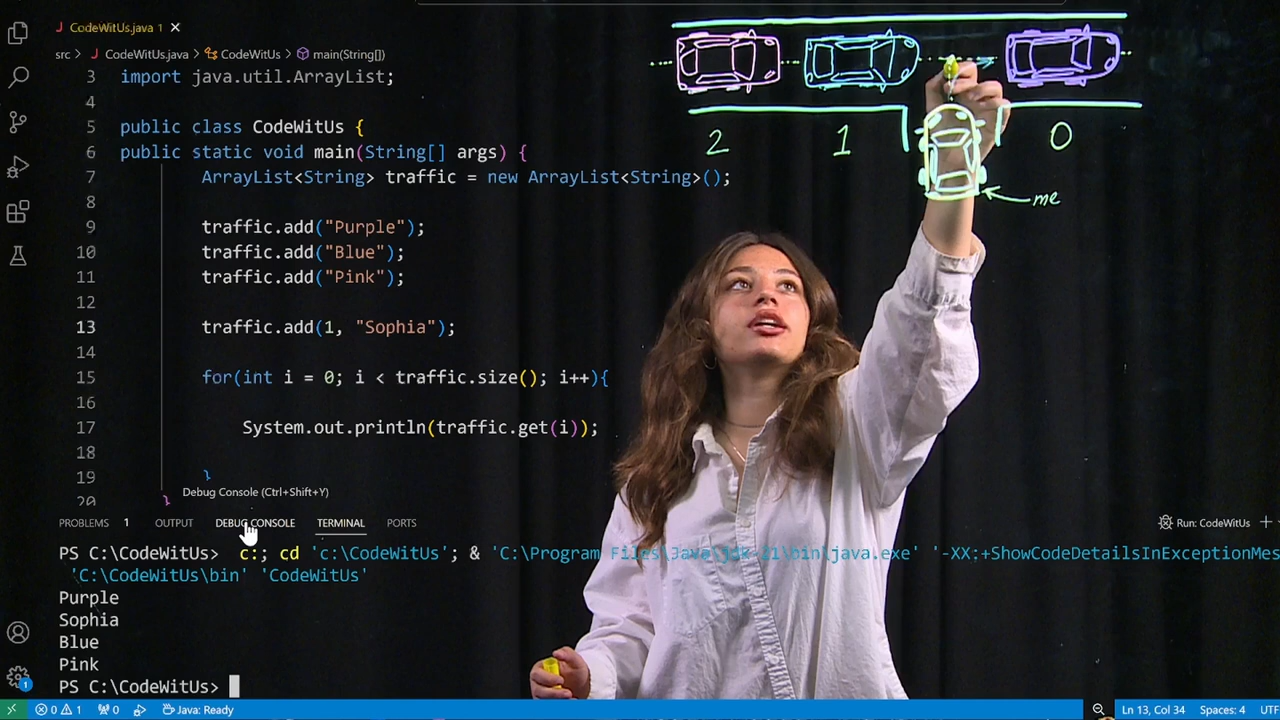 CodeWitUs.java 1
src > CodeWitUs.java > CodeWitUs > main(String[])
3 import java.util.ArrayList;
4
5 public class CodeWitUs {
6 public static void main(String[] args) {
7 ArrayList<String> traffic = new ArrayList<String>();
8
9 traffic.add("Purple");
10 traffic.add("Blue");
11 traffic.add("Pink");
12
13 traffic.add(1, "Sophia");
14
15 for(int i = 0; i < traffic.size(); i++){
16
17 System.out.println(traffic.get(i));
18
19 }
20 }
2 1 0
me
Debug Console (Ctrl+Shift+Y)
PROBLEMS 1 OUTPUT DEBUG CONSOLE TERMINAL PORTS Run: CodeWitUs
PS C:\CodeWitUs> c:; cd 'c:\CodeWitUs'; & 'C:\Program Files\Java\jdk-21\bin\java.exe' '-XX:+ShowCodeDetailsInExceptionMes
'C:\CodeWitUs\bin' 'CodeWitUs'
Purple
Sophia
Blue
Pink
PS C:\CodeWitUs>
1
0 1 0 Java: Ready Ln 13, Col 34 Spaces: 4 UTF